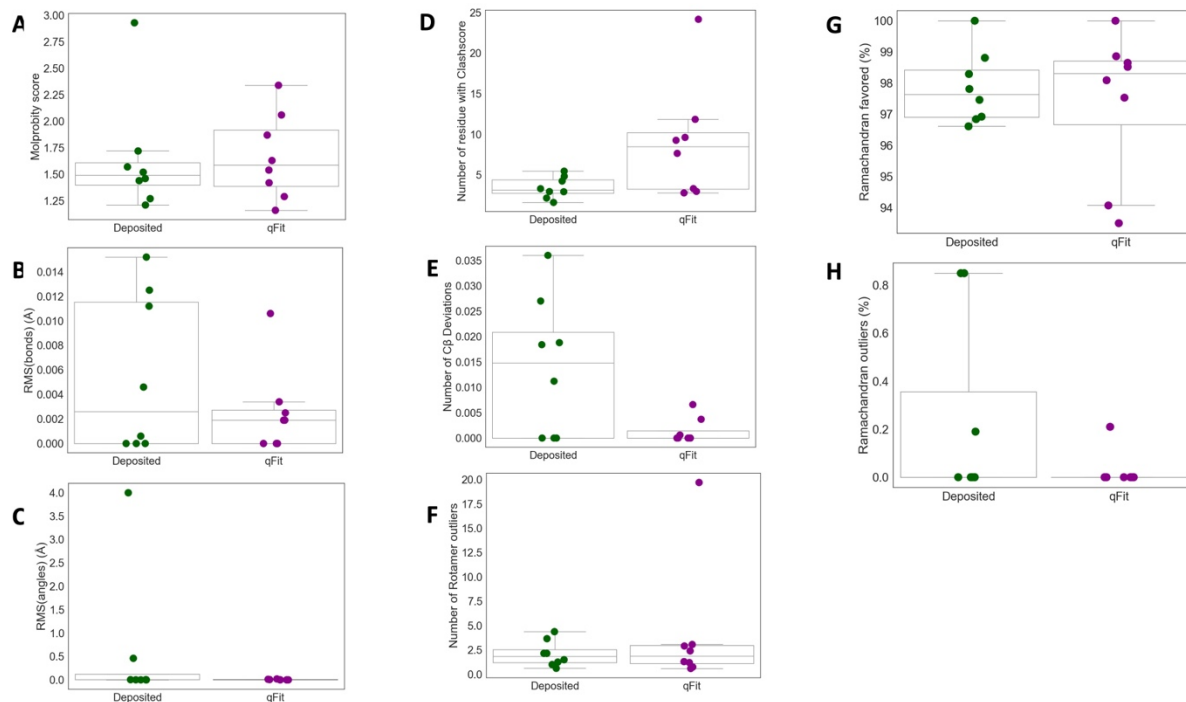 A
Molprobity score
3.00
2.75
2.50
2.25
2.00
1.75
1.50
1.25
Deposited
qFit
B
RMS(bonds) (Å)
0.014
0.012
0.010
0.008
0.006
0.004
0.002
0.000
Deposited
qFit
C
RMS(angles) (Å)
4.0
3.5
3.0
2.5
2.0
1.5
1.0
0.5
0.0
Deposited
qFit
D
Number of residue with Clashscore
25
20
15
10
5
0
Deposited
qFit
E
Number of Cβ Deviations
0.035
0.030
0.025
0.020
0.015
0.010
0.005
0.000
Deposited
qFit
F
Number of Rotamer outliers
20.0
17.5
15.0
12.5
10.0
7.5
5.0
2.5
0.0
Deposited
qFit
G
Ramachandran favored (%)
100
99
98
97
96
95
94
Deposited
qFit
H
Ramachandran outliers (%)
0.8
0.6
0.4
0.2
0.0
Deposited
qFit